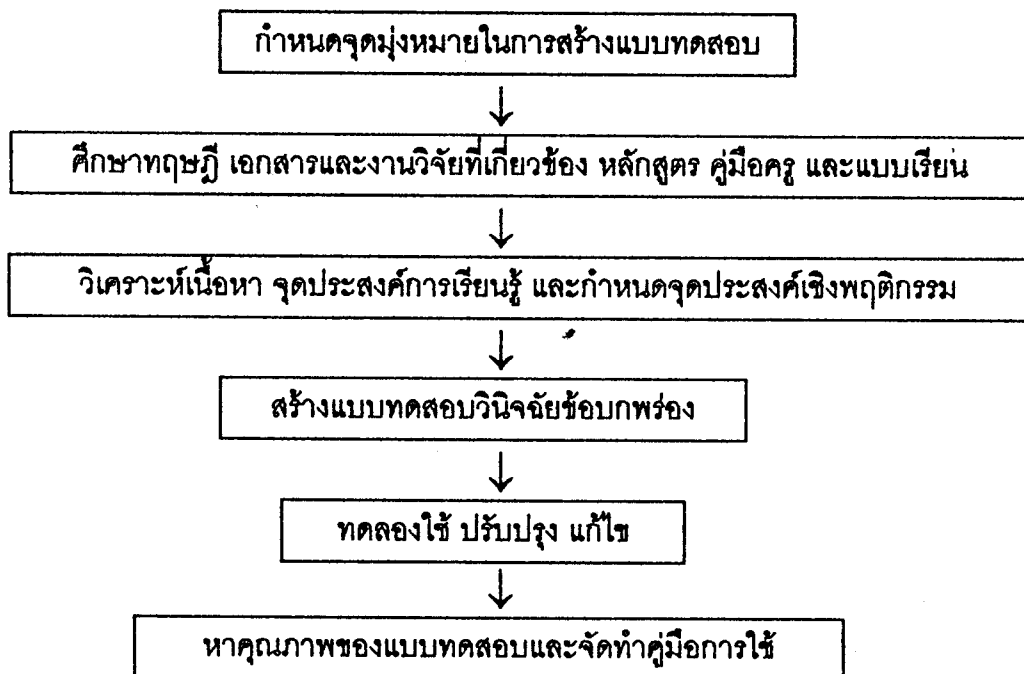 กำหนดจุดมุ่งหมายในการสร้างแบบทดสอบ
ศึกษาทฤษฎี เอกสารและงานวิจัยที่เกี่ยวข้อง หลักสูตร คู่มือครู และแบบเรียน
วิเคราะห์เนื้อหา จุดประสงค์การเรียนรู้ และกำหนดจุดประสงค์เชิงพฤติกรรม
สร้างแบบทดสอบวินิจฉัยข้อบกพร่อง
ทดลองใช้ ปรับปรุง แก้ไข
หาคุณภาพของแบบทดสอบและจัดทำคู่มือการใช้